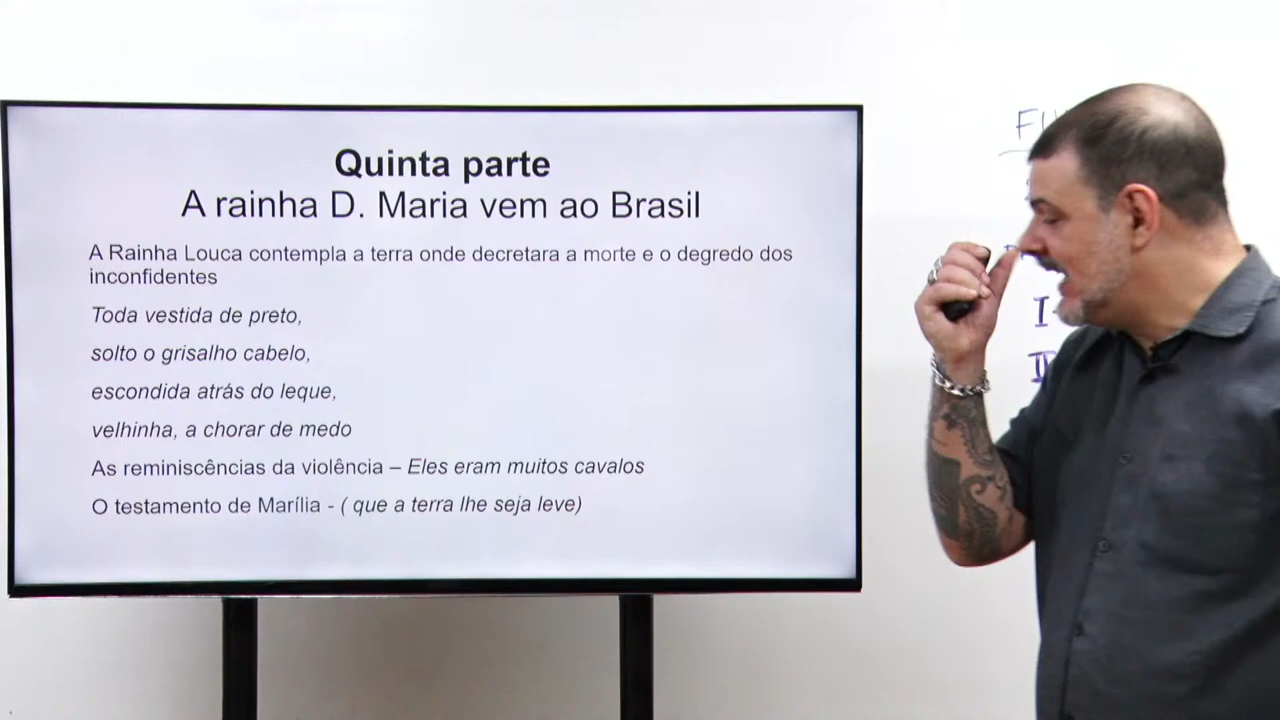 Quinta parte
A rainha D. Maria vem ao Brasil
A Rainha Louca contempla a terra onde decretara a morte e o degredo dos
inconfidentes
Toda vestida de preto,
solto o grisalho cabelo,
escondida atrás do leque,
velhinha, a chorar de medo
As reminiscências da violência – Eles eram muitos cavalos
O testamento de Marília - ( que a terra lhe seja leve)
I